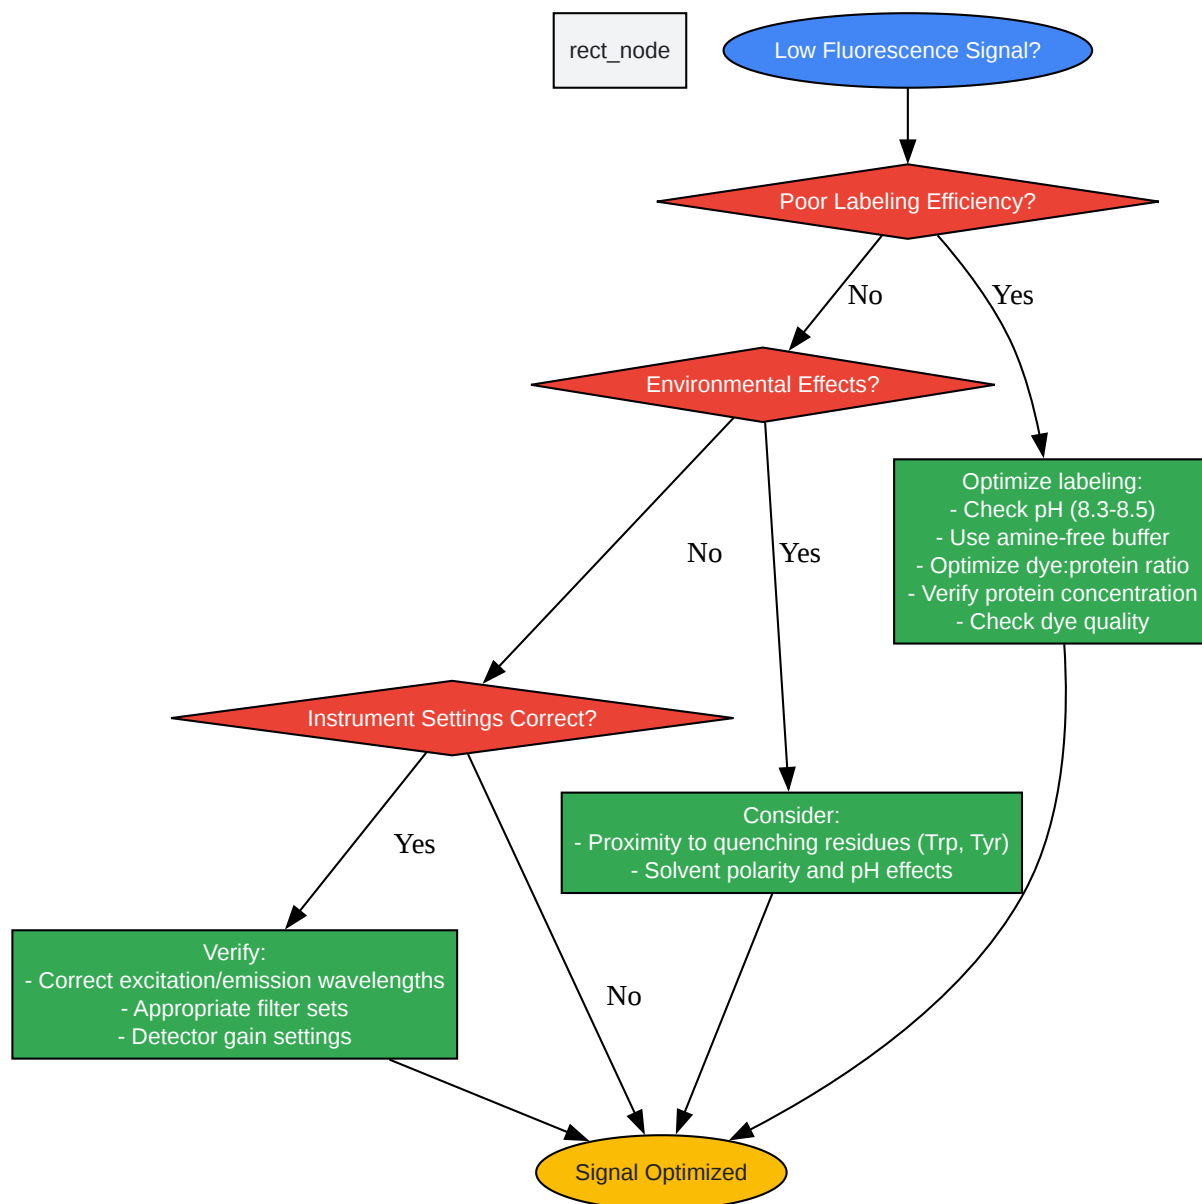 rect_node
Low Fluorescence Signal?
Poor Labeling Efficiency?
No
Yes
Environmental Effects?
Optimize labeling:
- Check pH (8.3-8.5)
- Use amine-free buffer
- Optimize dye:protein ratio
- Verify protein concentration
- Check dye quality
No
Yes
Instrument Settings Correct?
Consider:
- Proximity to quenching residues (Trp, Tyr)
- Solvent polarity and pH effects
Yes
Verify:
- Correct excitation/emission wavelengths
- Appropriate filter sets
- Detector gain settings
No
Signal Optimized